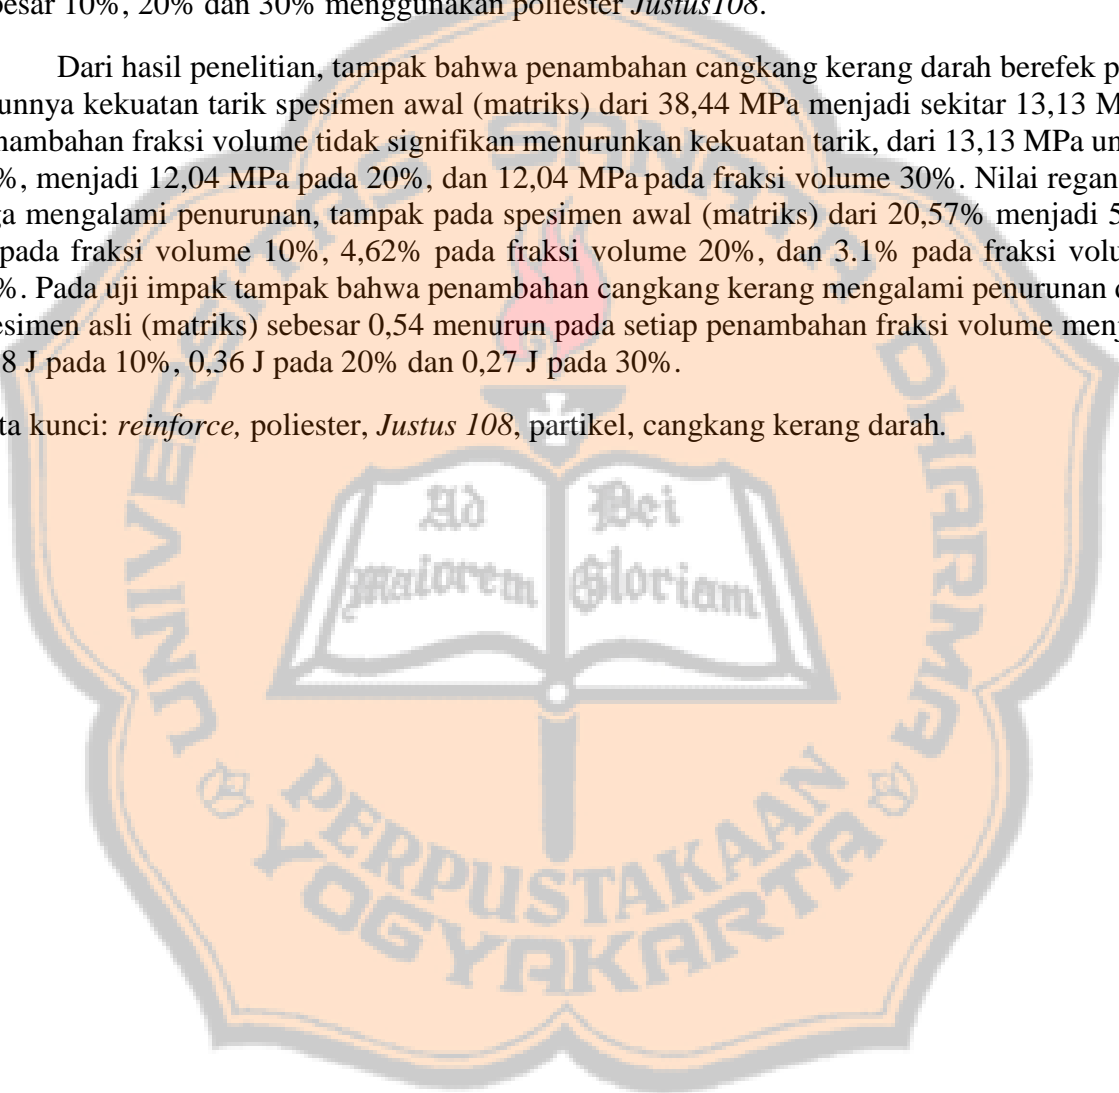 besar 10%, 20% dan 30% menggunakan poliester Justus108.
Dari hasil penelitian, tampak bahwa penambahan cangkang kerang darah berefek p
unnya kekuatan tarik spesimen awal (matriks) dari 38,44 MPa menjadi sekitar 13,13 M
nambahan fraksi volume tidak signifikan menurunkan kekuatan tarik, dari 13,13 MPa un
%, menjadi 12,04 MPa pada 20%, dan 12,04 MPa pada fraksi volume 30%. Nilai regan
ga mengalami penurunan, tampak pada spesimen awal (matriks) dari 20,57% menjadi 5
pada fraksi volume 10%, 4,62% pada fraksi volume 20%, dan 3.1% pada fraksi volu
%. Pada uji impak tampak bahwa penambahan cangkang kerang mengalami penurunan d
esimen asli (matriks) sebesar 0,54 menurun pada setiap penambahan fraksi volume menj
8 J pada 10%, 0,36 J pada 20% dan 0,27 J pada 30%.
ta kunci: reinforce, poliester, Justus 108, partikel, cangkang kerang darah.
UNIVERSITAS SANATA DHARMA
Ad Dei
maiorem Gloriam
PERPUSTAKAAN
YOGYAKARTA